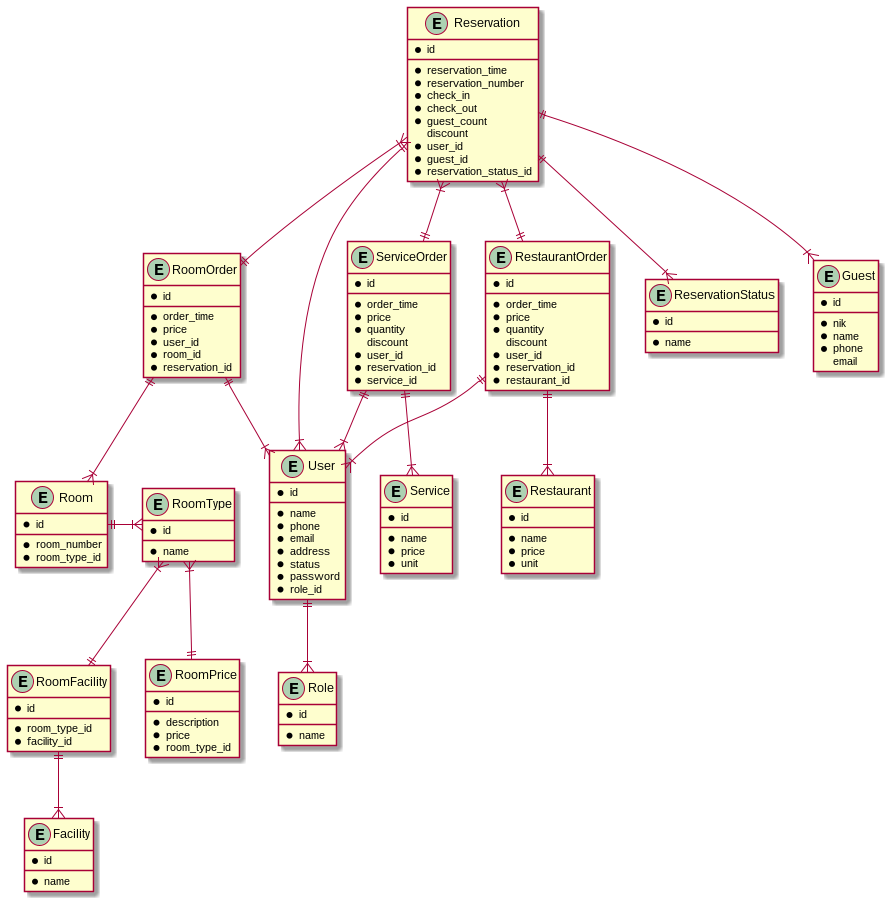 E Reservation
id
reservation_time
reservation_number
check_in
check_out
guest_count
discount
user_id
guest_id
reservation_status_id
E RoomOrder
id
order_time
price
user_id
room_id
reservation_id
E ServiceOrder
id
order_time
price
quantity
discount
user_id
reservation_id
service_id
E RestaurantOrder
id
order_time
price
quantity
discount
user_id
reservation_id
restaurant_id
E ReservationStatus
id
name
E Guest
id
nik
name
phone
email
E Room
id
room_number
room_type_id
E RoomType
id
name
E User
id
name
phone
email
address
status
password
role_id
E Service
id
name
price
unit
E Restaurant
id
name
price
unit
E RoomFacility
id
room_type_id
facility_id
E RoomPrice
id
description
price
room_type_id
E Role
id
name
E Facility
id
name